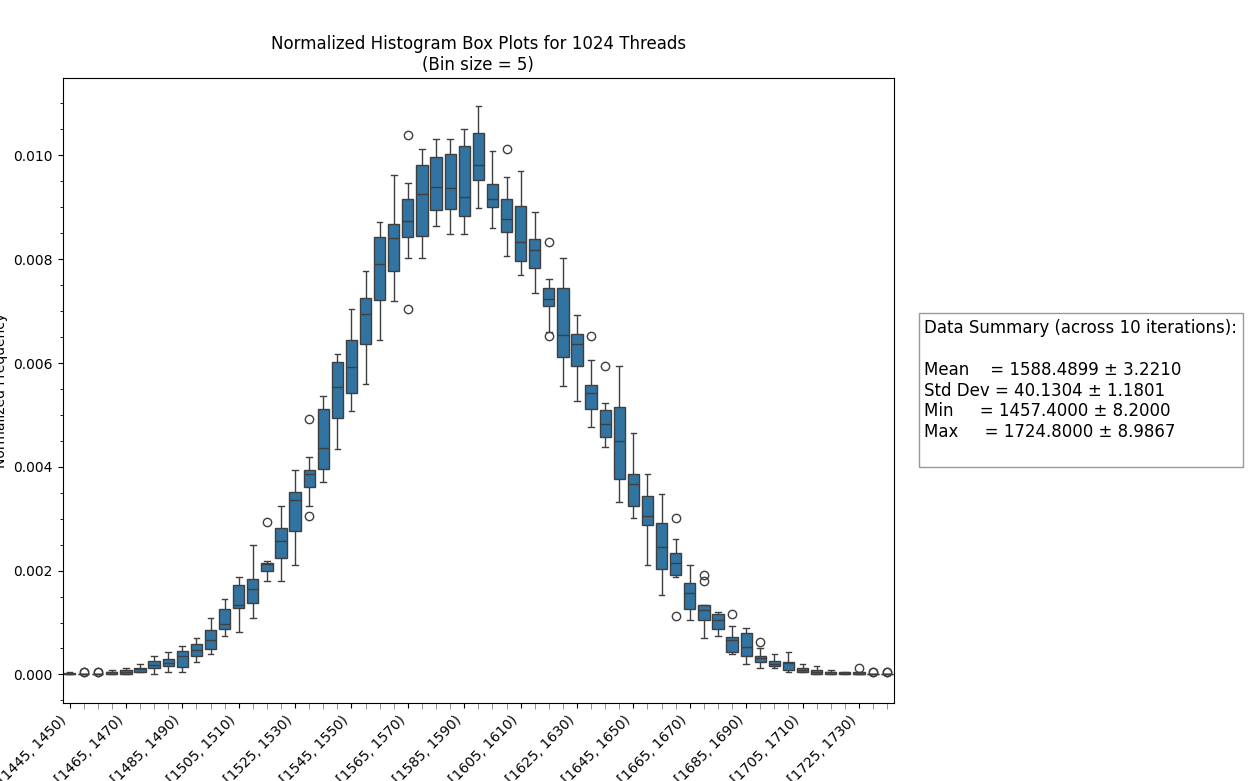 Normalized Histogram Box Plots for 1024 Threads
(Bin size = 5)
Normalized Frequency
0.010
0.008
0.006
0.004
0.002
0.000
[1445, 1450)
[1465, 1470)
[1485, 1490)
[1505, 1510)
[1525, 1530)
[1545, 1550)
[1565, 1570)
[1585, 1590)
[1605, 1610)
[1625, 1630)
[1645, 1650)
[1665, 1670)
[1685, 1690)
[1705, 1710)
[1725, 1730)
Data Summary (across 10 iterations):
Mean = 1588.4899 ± 3.2210
Std Dev = 40.1304 ± 1.1801
Min = 1457.4000 ± 8.2000
Max = 1724.8000 ± 8.9867